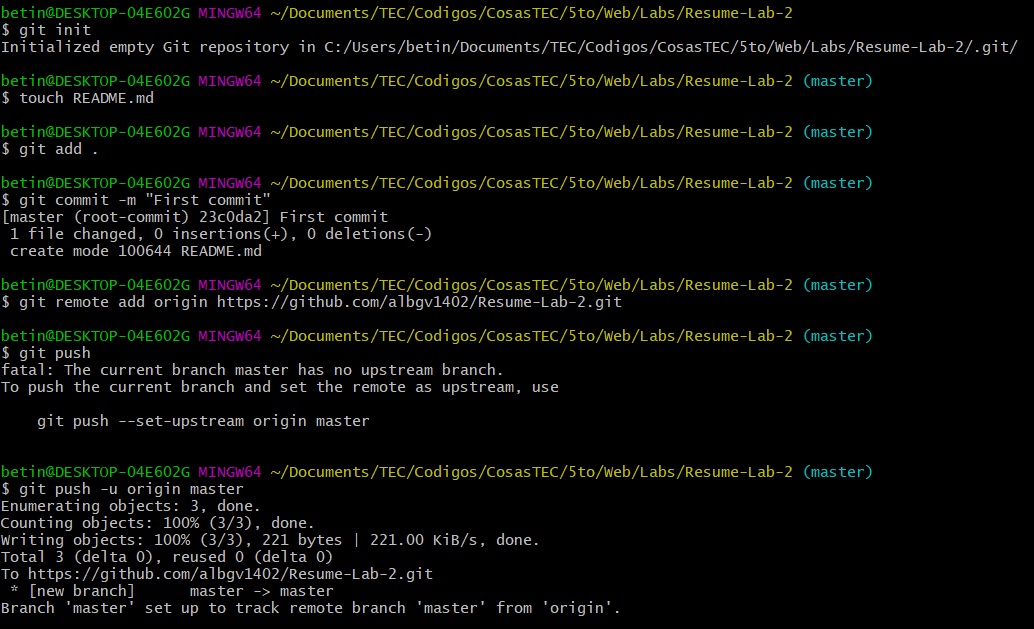 betin@DESKTOP-04E602G MINGW64 ~/Documents/TEC/Codigos/CosasTEC/5to/Web/Labs/Resume-Lab-2
$ git init
Initialized empty Git repository in C:/Users/betin/Documents/TEC/Codigos/CosasTEC/5to/Web/Labs/Resume-Lab-2/.git/
betin@DESKTOP-04E602G MINGW64 ~/Documents/TEC/Codigos/CosasTEC/5to/Web/Labs/Resume-Lab-2 (master)
$ touch README.md
betin@DESKTOP-04E602G MINGW64 ~/Documents/TEC/Codigos/CosasTEC/5to/Web/Labs/Resume-Lab-2 (master)
$ git add .
betin@DESKTOP-04E602G MINGW64 ~/Documents/TEC/Codigos/CosasTEC/5to/Web/Labs/Resume-Lab-2 (master)
$ git commit -m "First commit"
[master (root-commit) 23c0da2] First commit
 1 file changed, 0 insertions(+), 0 deletions(-)
 create mode 100644 README.md
betin@DESKTOP-04E602G MINGW64 ~/Documents/TEC/Codigos/CosasTEC/5to/Web/Labs/Resume-Lab-2 (master)
$ git remote add origin https://github.com/albgv1402/Resume-Lab-2.git
betin@DESKTOP-04E602G MINGW64 ~/Documents/TEC/Codigos/CosasTEC/5to/Web/Labs/Resume-Lab-2 (master)
$ git push
fatal: The current branch master has no upstream branch.
To push the current branch and set the remote as upstream, use
    git push --set-upstream origin master
betin@DESKTOP-04E602G MINGW64 ~/Documents/TEC/Codigos/CosasTEC/5to/Web/Labs/Resume-Lab-2 (master)
$ git push -u origin master
Enumerating objects: 3, done.
Counting objects: 100% (3/3), done.
Writing objects: 100% (3/3), 221 bytes | 221.00 KiB/s, done.
Total 3 (delta 0), reused 0 (delta 0)
To https://github.com/albgv1402/Resume-Lab-2.git
 * [new branch]      master -> master
Branch 'master' set up to track remote branch 'master' from 'origin'.